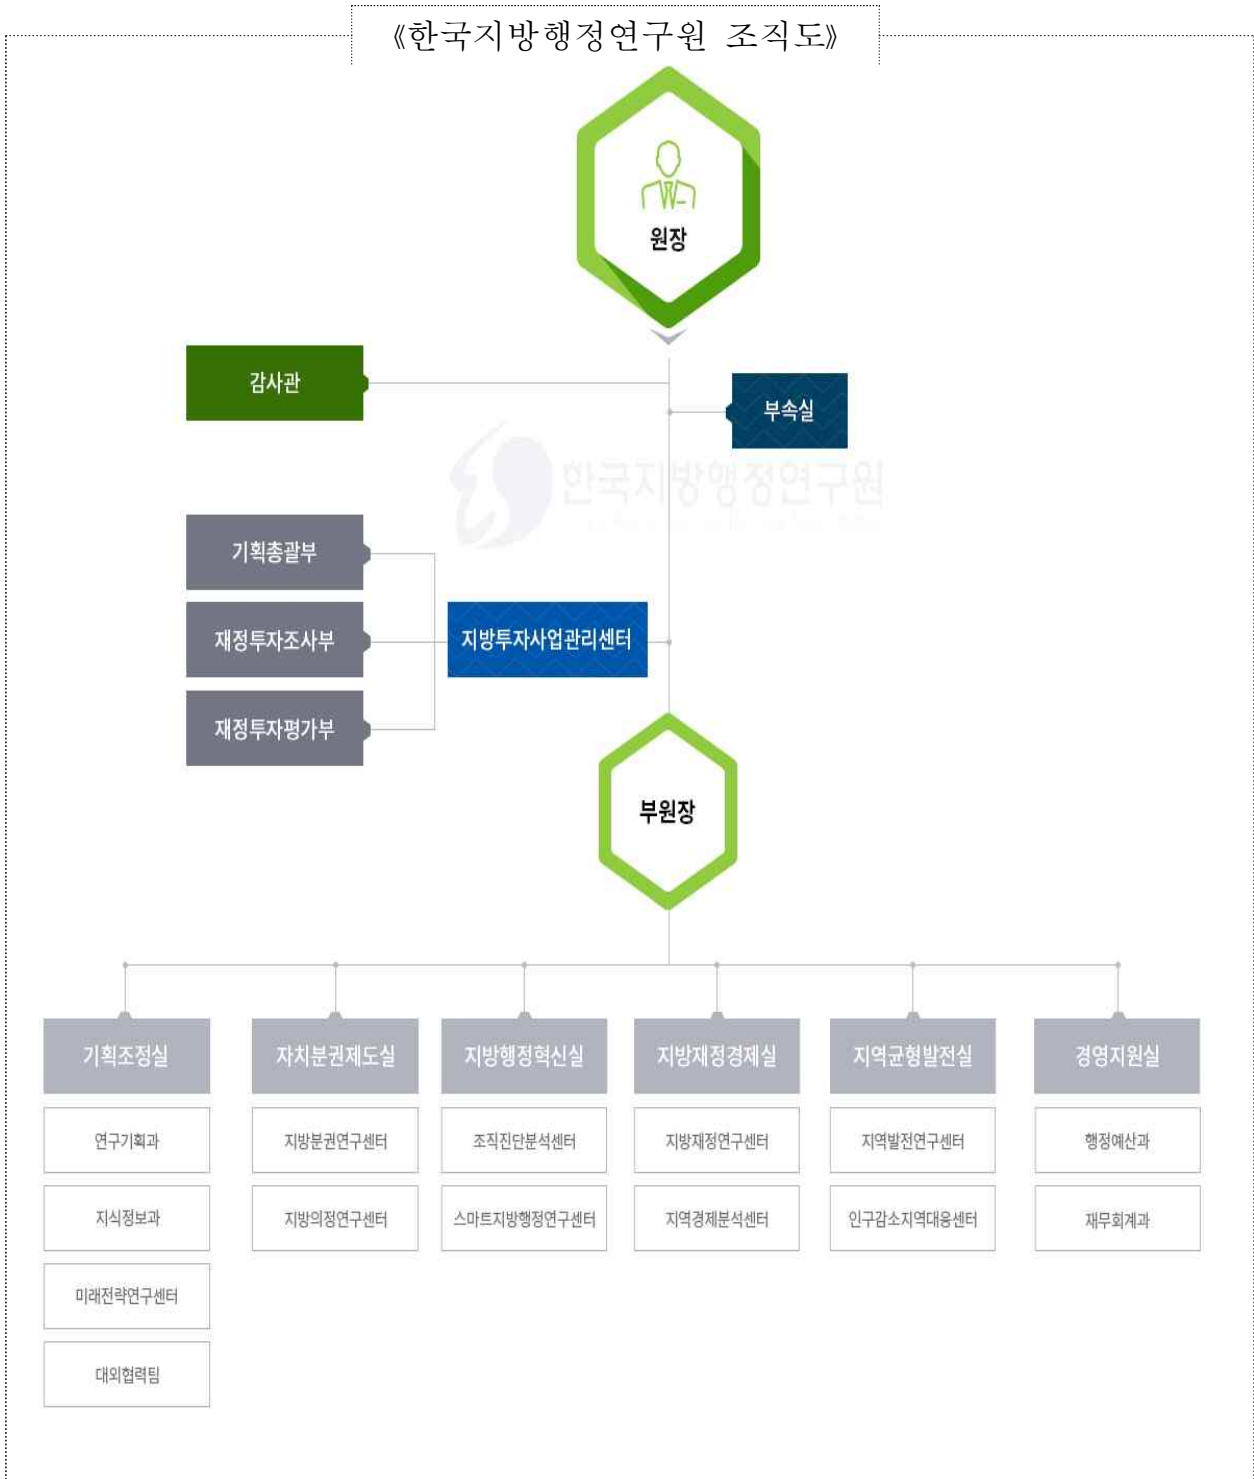 《한국지방행정연구원 조직도》
원장
감사관
부속실
한국지방행정연구원
기획총괄부
재정투자조사부
지방투자사업관리센터
재정투자평가부
부원장
기획조정실 자치분권제도실 지방행정혁신실 지방재정경제실 지역균형발전실 경영지원실
연구기획과 지방분권연구센터 조직진단분석센터 지방재정연구센터 지역발전연구센터 행정예산과
지식정보과 지방의정연구센터 스마트지방행정연구센터 지역경제분석센터 인구감소지역대응센터 재무회계과
미래전략연구센터
대외협력팀